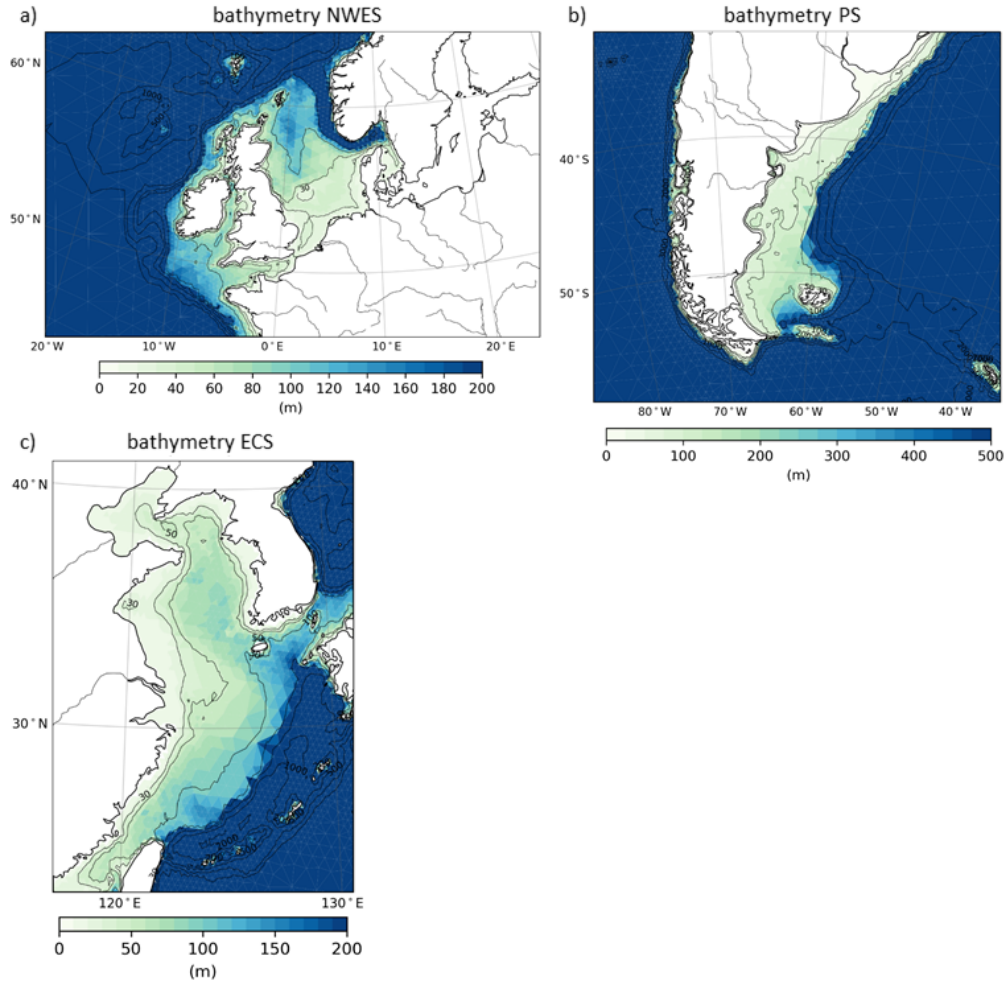 a)
bathymetry NWES
60°N
50°N
1000
50
20°W 10°W 0°E 10°E 20°E
0 20 40 60 80 100 120 140 160 180 200
(m)
b)
bathymetry PS
40°S
50°S
80°W 70°W 60°W 50°W 40°W
0 100 200 300 400 500
(m)
c)
bathymetry ECS
40°N
50
30
30°N
1000
30
2000
120°E 130°E
0 50 100 150 200
(m)